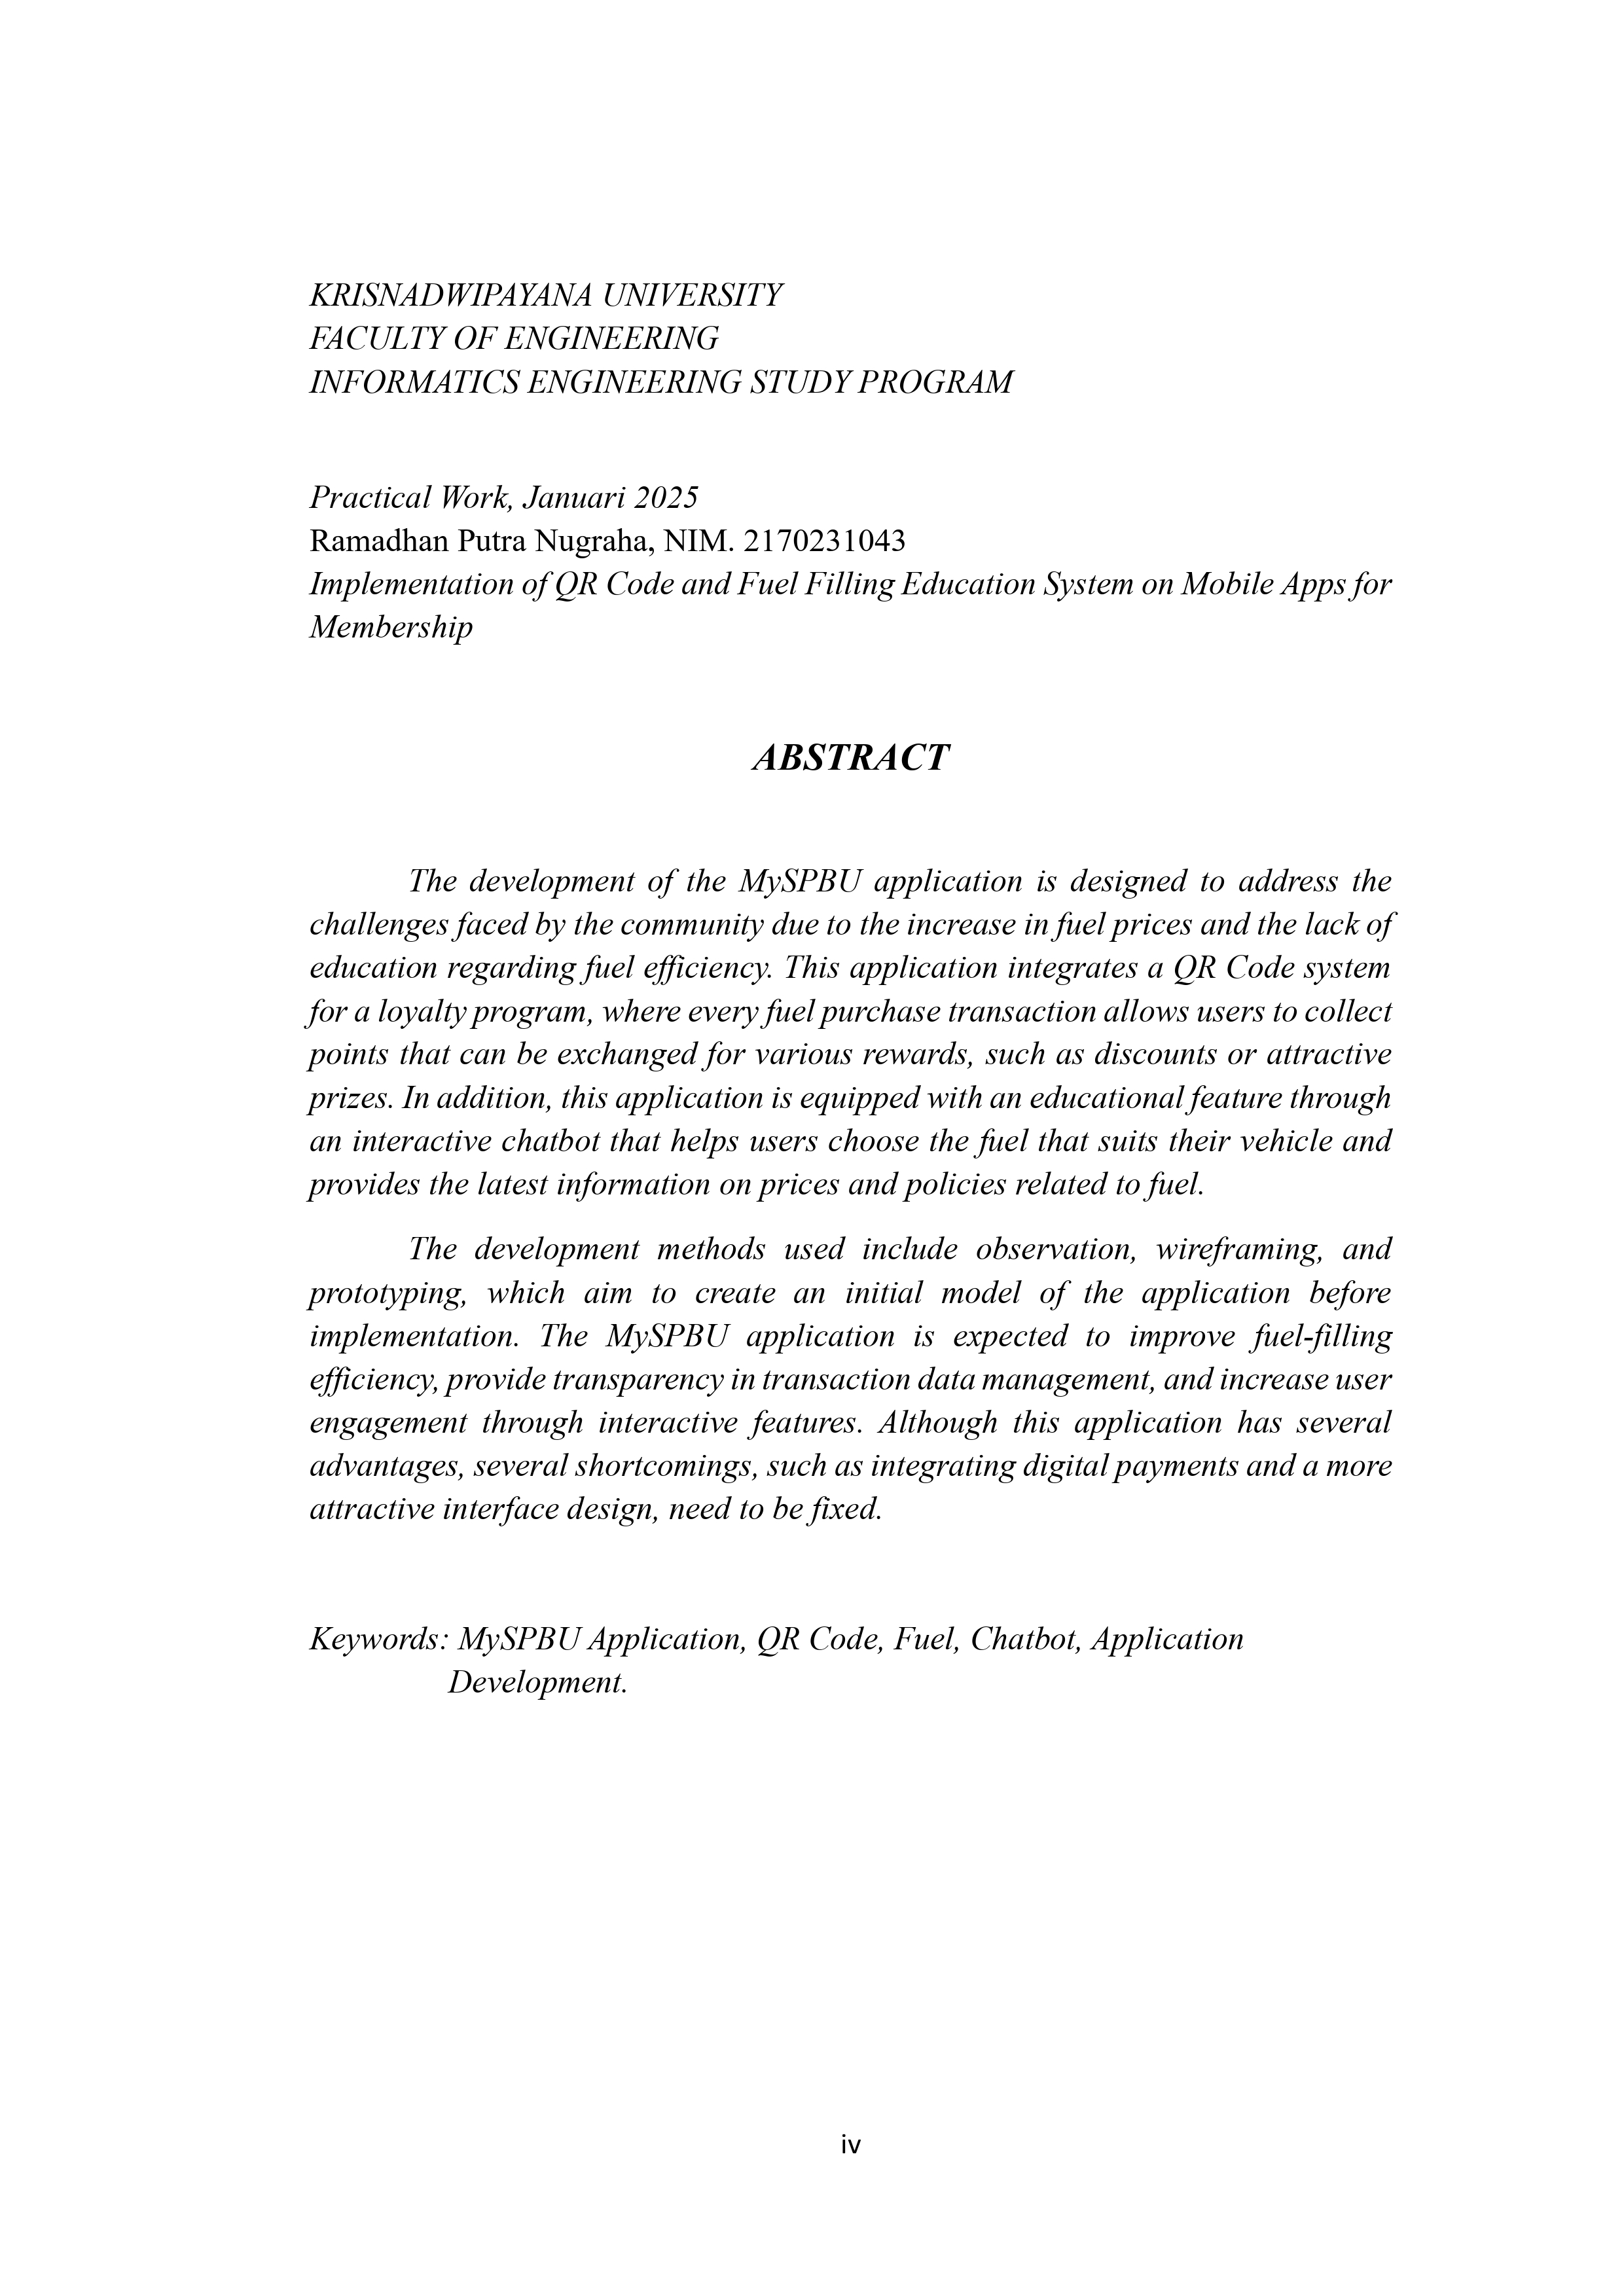 KRISNADWIPAYANA UNIVERSITY
FACULTY OF ENGINEERING
INFORMATICS ENGINEERING STUDY PROGRAM
Practical Work, Januari 2025
Ramadhan Putra Nugraha, NIM. 2170231043
Implementation of QR Code and Fuel Filling Education System on Mobile Apps for
Membership
ABSTRACT
The development of the MySPBU application is designed to address the
challenges faced by the community due to the increase in fuel prices and the lack of
education regarding fuel efficiency. This application integrates a QR Code system
for a loyalty program, where every fuel purchase transaction allows users to collect
points that can be exchanged for various rewards, such as discounts or attractive
prizes. In addition, this application is equipped with an educational feature through
an interactive chatbot that helps users choose the fuel that suits their vehicle and
provides the latest information on prices and policies related to fuel.
The development methods used include observation, wireframing, and
prototyping, which aim to create an initial model of the application before
implementation. The MySPBU application is expected to improve fuel-filling
efficiency, provide transparency in transaction data management, and increase user
engagement through interactive features. Although this application has several
advantages, several shortcomings, such as integrating digital payments and a more
attractive interface design, need to be fixed.
Keywords: MySPBU Application, QR Code, Fuel, Chatbot, Application
Development.
iv